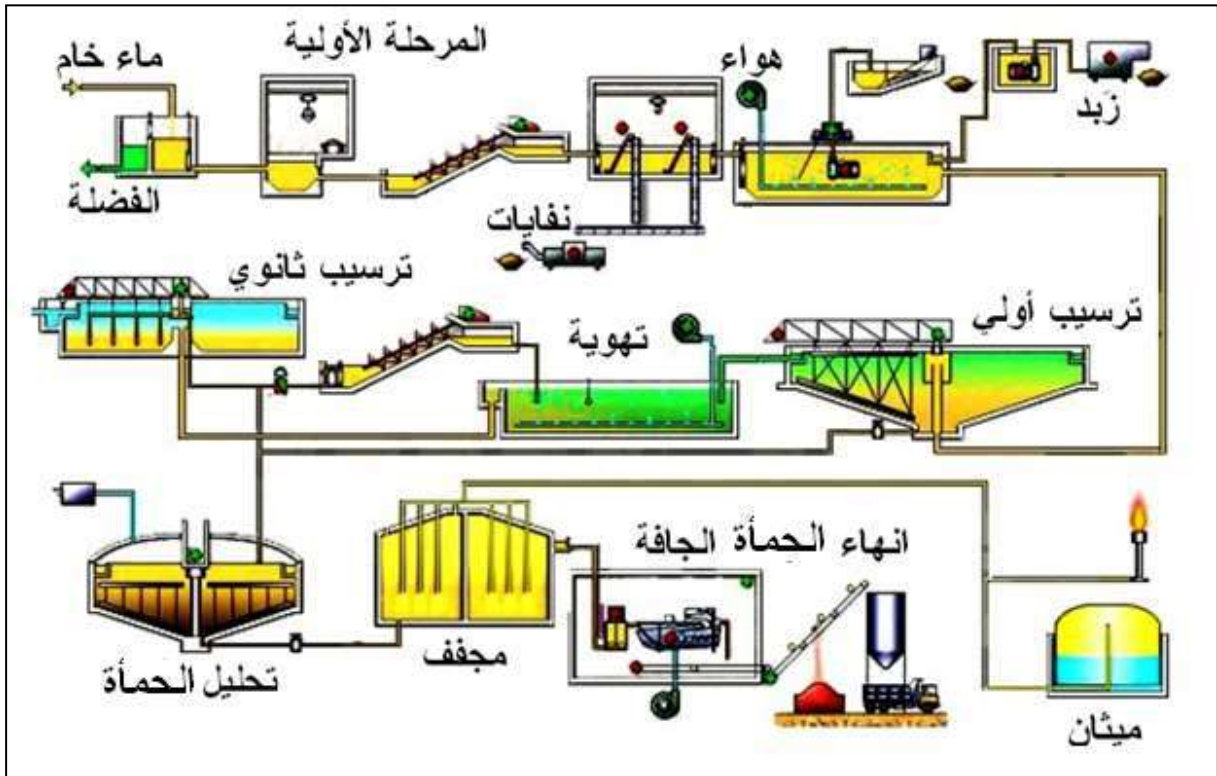 المرحلة الأولية
ماء خام
هواء
زبد
الفضلة
نفايات
ترسيب ثانوي
ترسيب أولي
تهوية
انهاء الحمأة الجافة
مجفف
تحليل الحمأة
ميثان